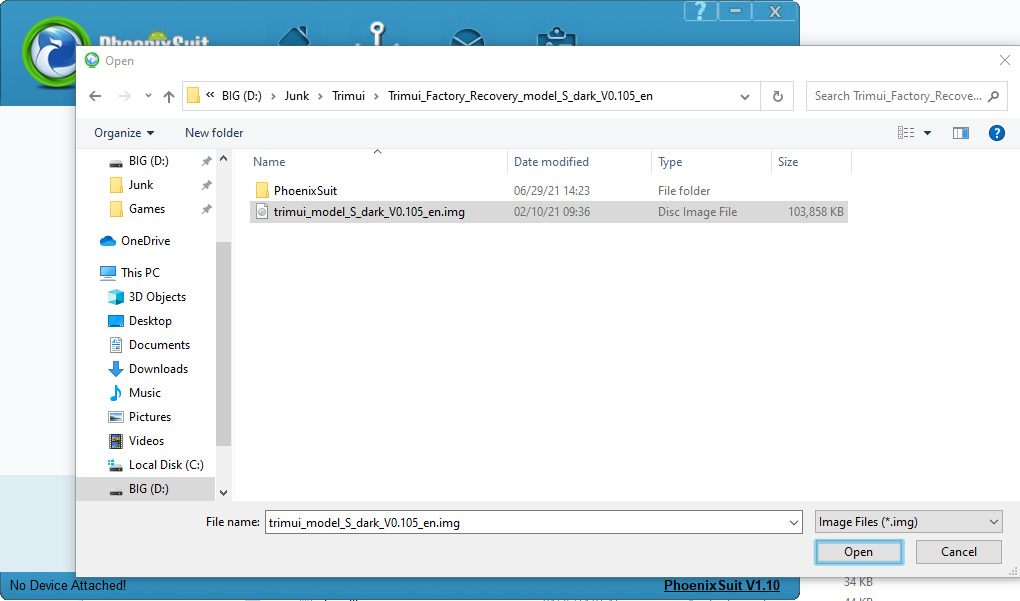 ? — X
PhoenixSuit
Open
« BIG (D:) › Junk › Trimui › Trimui_Factory_Recovery_model_S_dark_V0.105_en
Search Trimui_Factory_Recove...
Organize New folder ?
Name Date modified Type Size
BIG (D:)
Junk
Games
OneDrive
This PC
3D Objects
Desktop
Documents
Downloads
Music
Pictures
Videos
Local Disk (C:)
BIG (D:)
PhoenixSuit 06/29/21 14:23 File folder
trimui_model_S_dark_V0.105_en.img 02/10/21 09:36 Disc Image File 103,858 KB
File name: trimui_model_S_dark_V0.105_en.img Image Files (*.img)
Open Cancel
No Device Attached! PhoenixSuit V1.10
34 KB